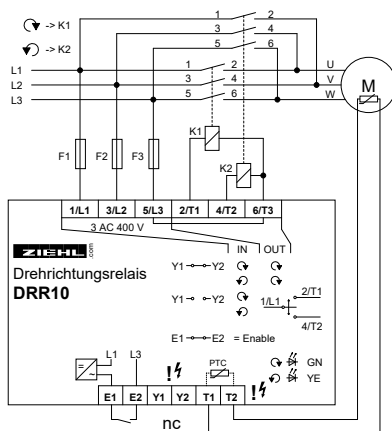 -> K1
-> K2
1 2
3 4
5 6
L1 1 2 U
L2 3 4 V
L3 5 6 W
M
K1
F1 F2 F3
K2
1/L1 3/L2 5/L3 2/T1 4/T2 6/T3
3 AC 400 V
ZIEHL .com
IN OUT
Drehrichtungsrelais
DRR10
Y1 Y2
Y1 Y2
1/L1 2/T1
4/T2
E1 E2 = Enable
L1 L3
= ~
! PTC GN
YE
E1 E2 Y1 Y2 T1 T2 !
nc